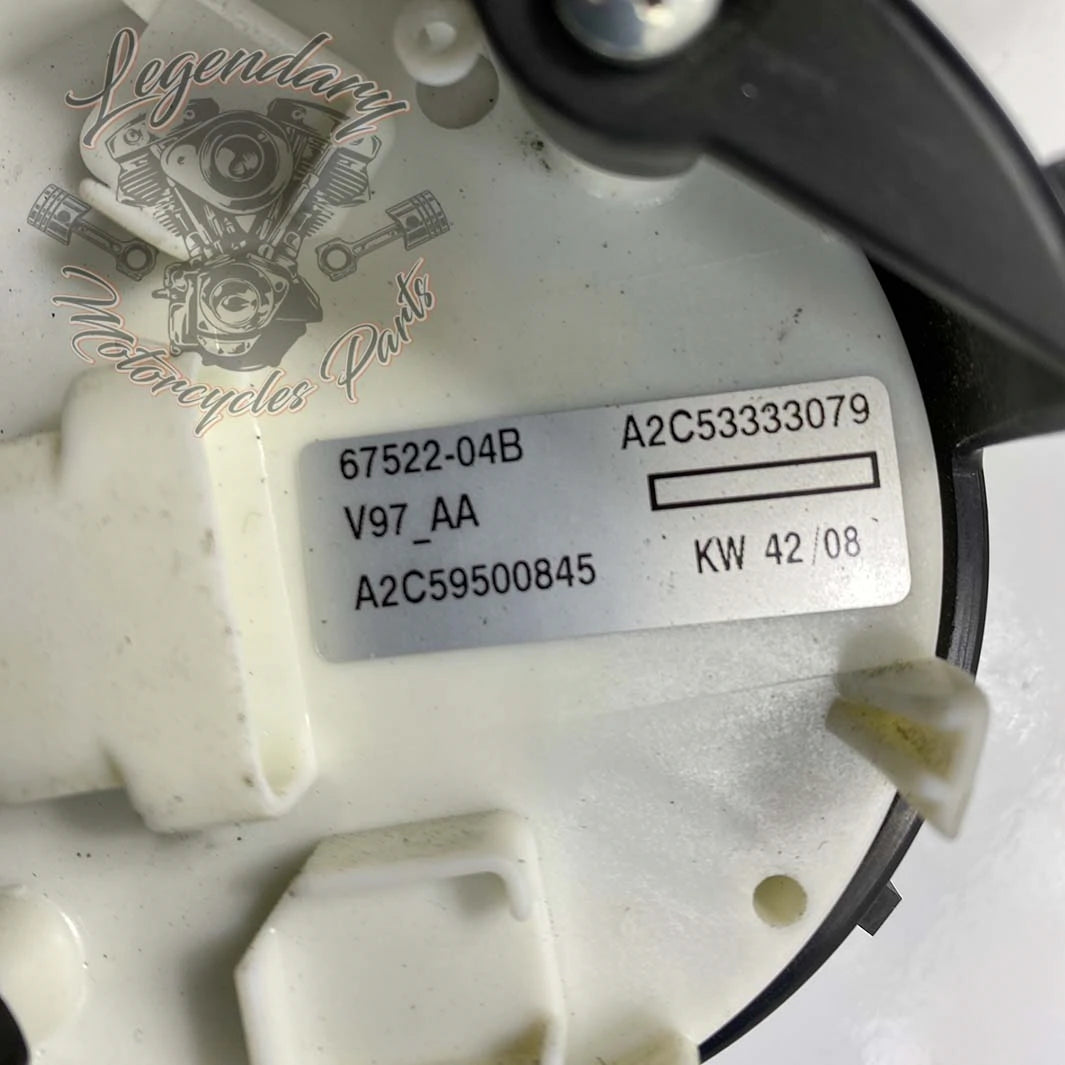 Legendary
Motorcycles Parts
67522-04B
A2C53333079
V97_AA
A2C59500845
KW 42/08